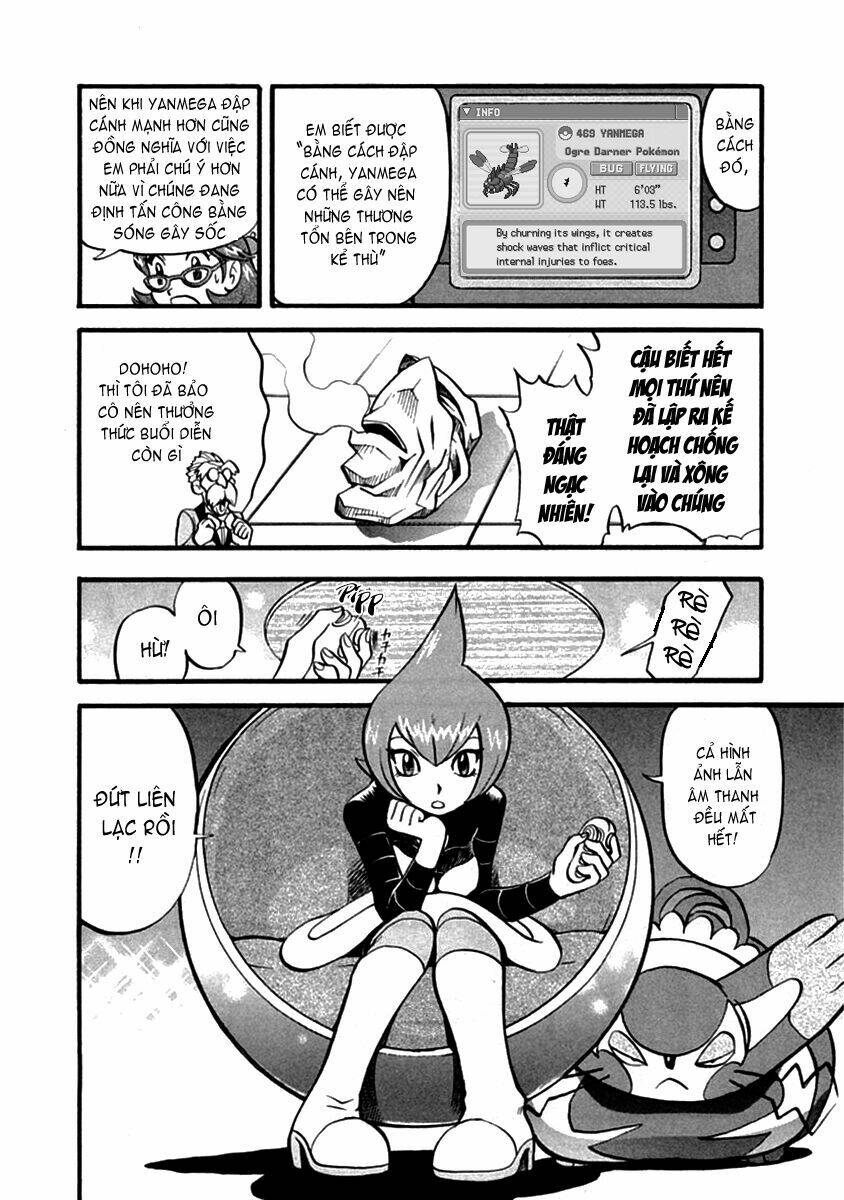 BẰNG
CÁCH
ĐÓ,
INFO
469 YANMEGA
Ogre Darner Pokémon
BUG FLYING
HT 6'03"
WT 113.5 lbs.
By churning its wings, it creates
shock waves that inflict critical
internal injuries to foes.
EM BIẾT ĐƯỢC
"BẰNG CÁCH ĐẬP
CÁNH, YANMEGA
CÓ THỂ GÂY NÊN
NHỮNG THƯƠNG
TỔN BÊN TRONG
KẺ THÙ"
NÊN KHI YANMEGA ĐẬP
CÁNH MẠNH HƠN CŨNG
ĐỒNG NGHĨA VỚI VIỆC
EM PHẢI CHÚ Ý HƠN
NỮA VÌ CHÚNG ĐANG
ĐỊNH TẤN CÔNG BẰNG
SÓNG GÂY SỐC
CẬU BIẾT HẾT
MỌI THỨ NÊN
ĐÃ LẬP RA KẾ
HOẠCH CHỐNG
LẠI VÀ XÔNG
VÀO CHÚNG
THẬT
ĐÁNG
NGẠC
NHIÊN!
DOHOHO!
THÌ TÔI ĐÃ BẢO
CÔ NÊN THƯỞNG
THỨC BUỔI DIỄN
CÒN GÌ
RÈ
RÈ
RÈ
PÍPP
カチカチ
ÔI
HỪ!
CẢ HÌNH
ẢNH LẪN
ÂM THANH
ĐỀU MẤT
HẾT!
ĐỨT LIÊN
LẠC RỒI
!!